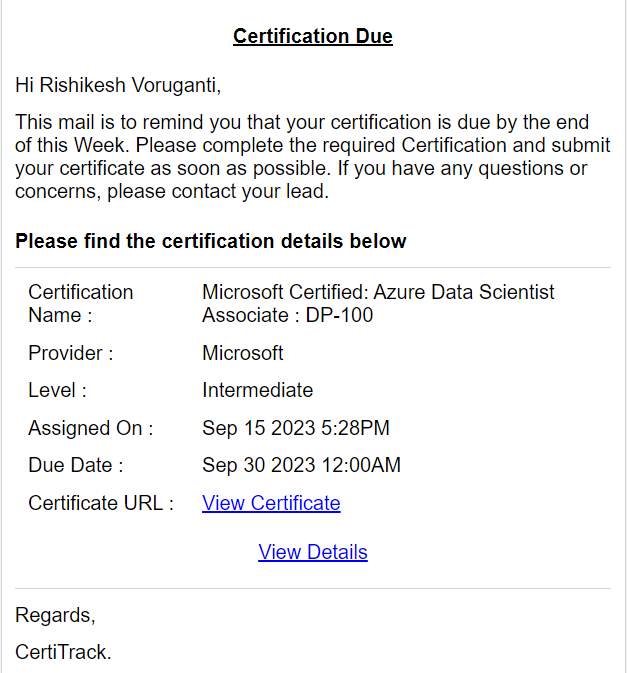 Certification Due
Hi Rishikesh Voruganti,
This mail is to remind you that your certification is due by the end
of this Week. Please complete the required Certification and submit
your certificate as soon as possible. If you have any questions or
concerns, please contact your lead.
Please find the certification details below
Certification Name : Microsoft Certified: Azure Data Scientist Associate : DP-100
Provider : Microsoft
Level : Intermediate
Assigned On : Sep 15 2023 5:28PM
Due Date : Sep 30 2023 12:00AM
Certificate URL : View Certificate
View Details
Regards,
CertiTrack.